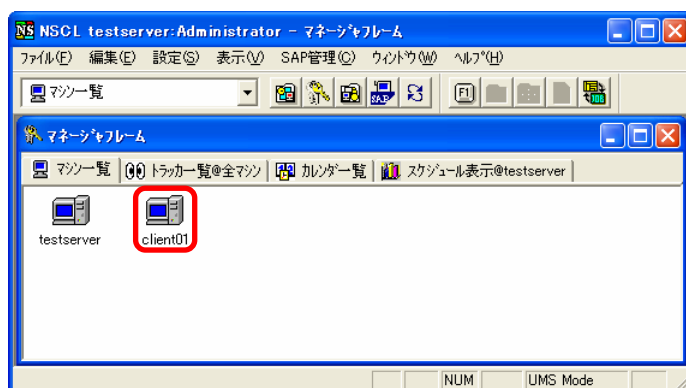 NS NSCL testserver:Administrator - ﾏﾈｰｼﾞｬﾌﾚｰﾑ
ﾌｧｲﾙ(F) 編集(E) 設定(S) 表示(V) SAP管理(C) ｳｨﾝﾄﾞｳ(W) ﾍﾙﾌﾟ(H)
ﾏｼﾝ一覧 SAP F1
ﾏﾈｰｼﾞｬﾌﾚｰﾑ
ﾏｼﾝ一覧 ﾄﾗｯｶｰ一覧@全ﾏｼﾝ ｶﾚﾝﾀﾞ一覧 ｽｹｼﾞｭｰﾙ表示@testserver
testserver client01
NUM UMS Mode